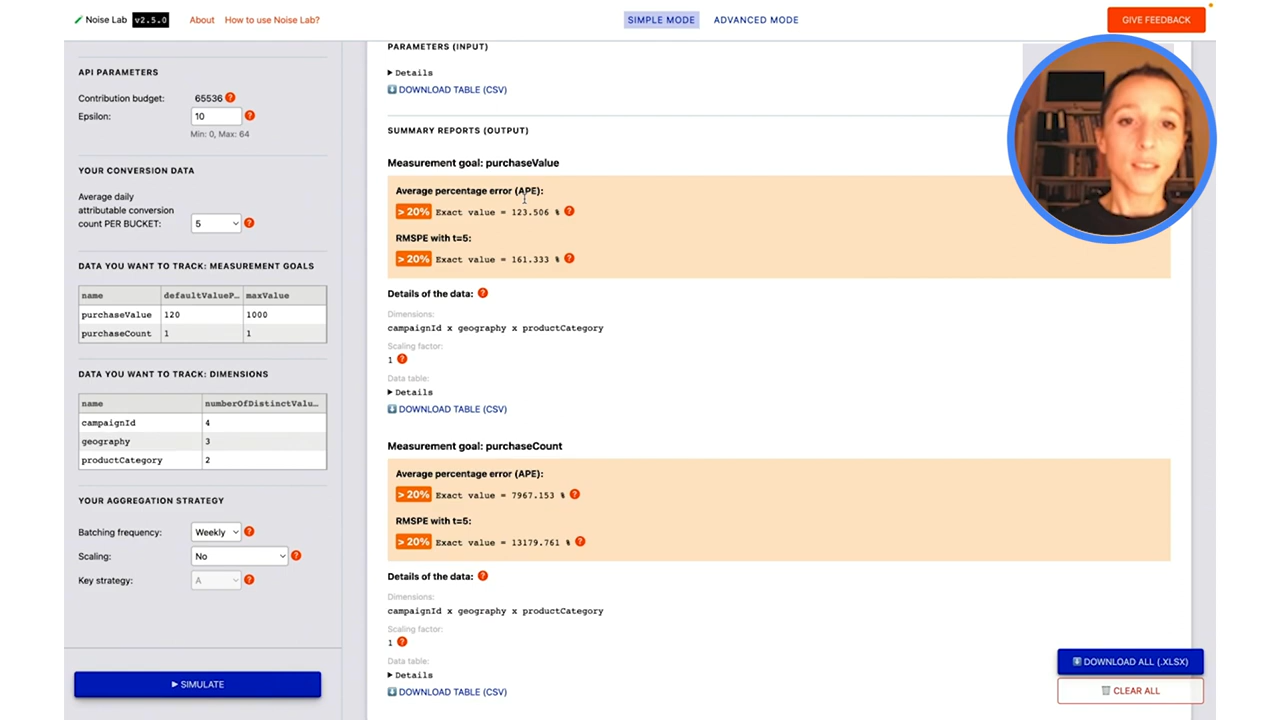 Noise Lab v2.5.0 About How to use Noise Lab? SIMPLE MODE ADVANCED MODE GIVE FEEDBACK
API PARAMETERS
Contribution budget: 65536 ?
Epsilon: 10 ?
Min: 0, Max: 64
YOUR CONVERSION DATA
Average daily
attributable conversion
count PER BUCKET: 5 ?
DATA YOU WANT TO TRACK: MEASUREMENT GOALS
name defaultValueP… maxValue
purchaseValue 120 1000
purchaseCount 1 1
DATA YOU WANT TO TRACK: DIMENSIONS
name numberOfDistinctValu…
campaignId 4
geography 3
productCategory 2
YOUR AGGREGATION STRATEGY
Batching frequency: Weekly ?
Scaling: No ?
Key strategy: A ?
▶ SIMULATE
PARAMETERS (INPUT)
▶ Details
DOWNLOAD TABLE (CSV)
SUMMARY REPORTS (OUTPUT)
Measurement goal: purchaseValue
Average percentage error (APE):
> 20% Exact value = 123.506 % ?
RMSPE with t=5:
> 20% Exact value = 161.333 % ?
Details of the data: ?
Dimensions:
campaignId x geography x productCategory
Scaling factor:
1 ?
Data table:
▶ Details
DOWNLOAD TABLE (CSV)
Measurement goal: purchaseCount
Average percentage error (APE):
> 20% Exact value = 7967.153 % ?
RMSPE with t=5:
> 20% Exact value = 13179.761 % ?
Details of the data: ?
Dimensions:
campaignId x geography x productCategory
Scaling factor:
1 ?
Data table:
▶ Details
DOWNLOAD TABLE (CSV)
DOWNLOAD ALL (.XLSX)
CLEAR ALL